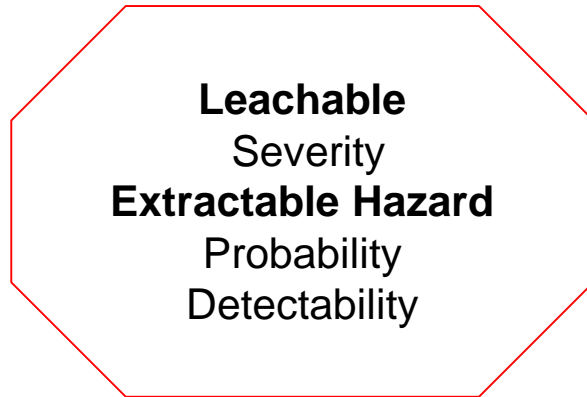 Leachable
Severity
Extractable Hazard
Probability
Detectability